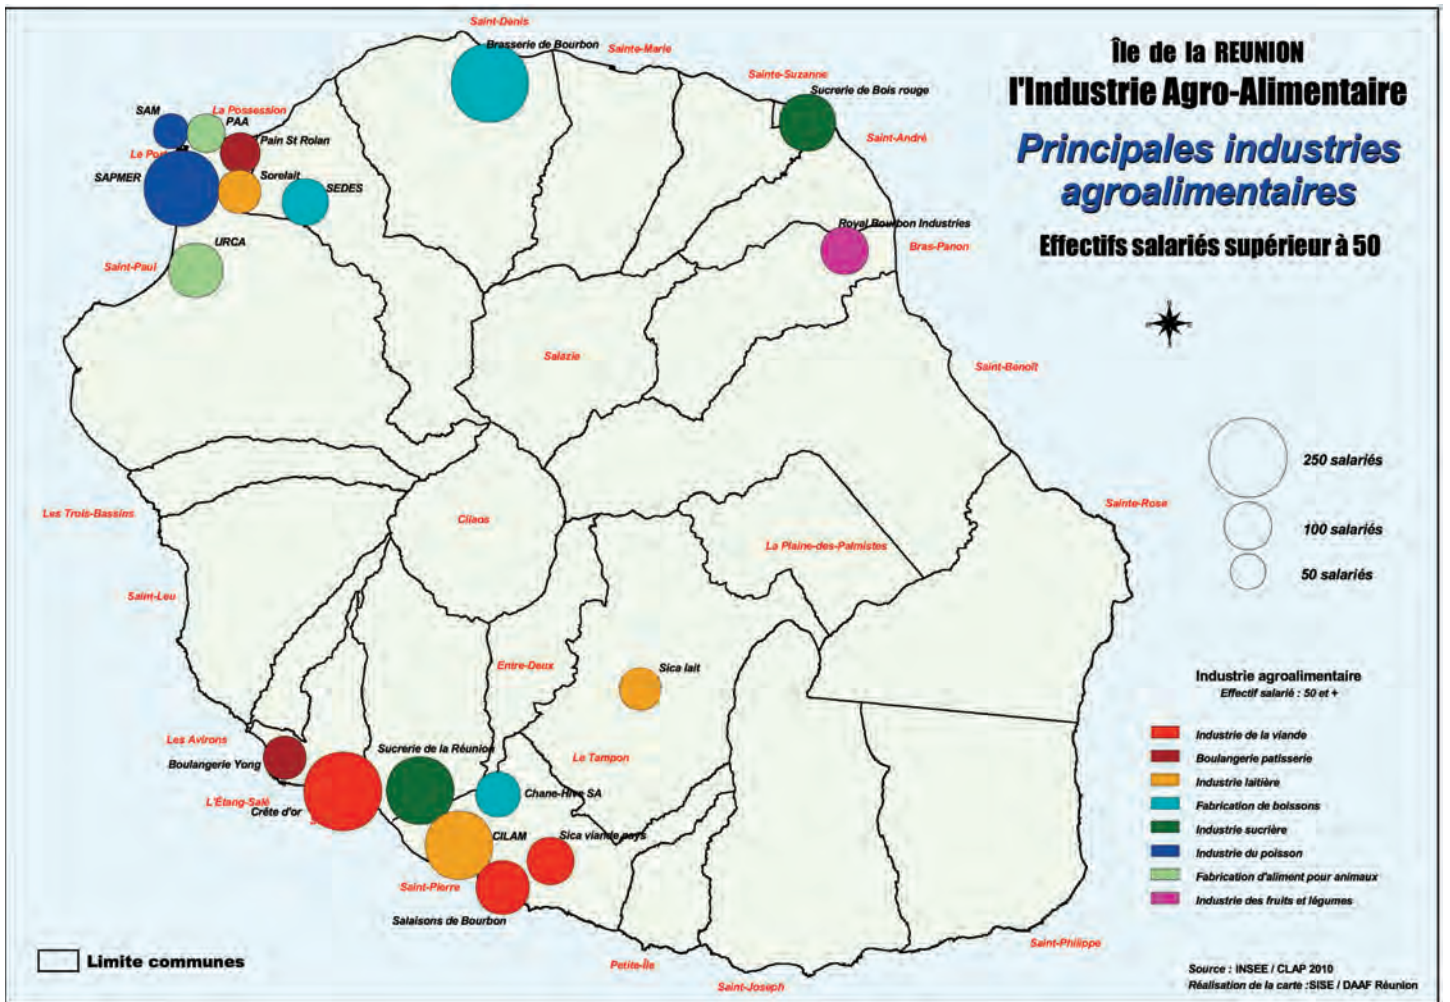 Île de la REUNION
l'Industrie Agro-Alimentaire
Principales industries
agroalimentaires
Effectifs salariés supérieur à 50
Saint-Denis
Brasserie de Bourbon
Sainte-Marie
Sainte-Suzanne
Sucrerie de Bois rouge
Saint-André
SAM
La Possession
PAA
Pain St Rolan
Le Port
SAPMER
Sorelait
SEDES
URCA
Saint-Paul
Royal Bourbon Industries
Bras-Panon
Salazie
Saint-Benoît
Les Trois-Bassins
Cilaos
Sainte-Rose
La Plaine-des-Palmistes
Saint-Leu
Entre-Deux
Sica lait
Les Avirons
Boulangerie Yong
Sucrerie de la Réunion
Le Tampon
L'Étang-Salé
Crête d'or
Chane-Hive SA
CILAM
Sica viande pays
Saint-Pierre
Salaisons de Bourbon
Petite-Île
Saint-Joseph
Saint-Philippe
250 salariés
100 salariés
50 salariés
Industrie agroalimentaire
Effectif salarié : 50 et +
Industrie de la viande
Boulangerie patisserie
Industrie laitière
Fabrication de boissons
Industrie sucrière
Industrie du poisson
Fabrication d'aliment pour animaux
Industrie des fruits et légumes
Limite communes
Source : INSEE / CLAP 2010
Réalisation de la carte :SISE / DAAF Réunion